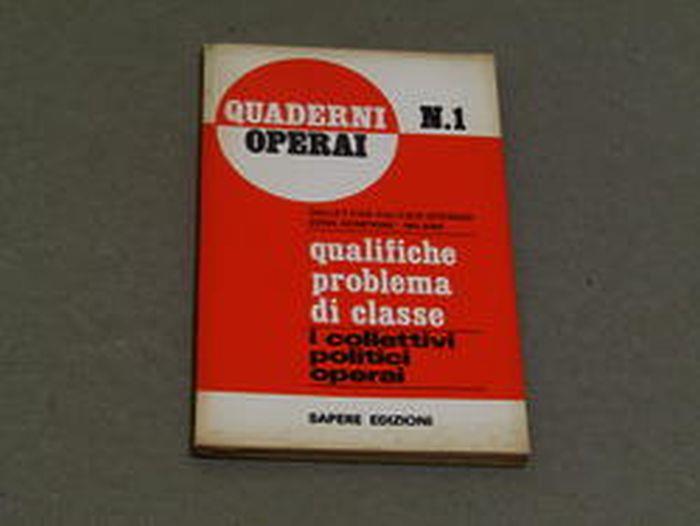 QUADERNI
OPERAI
N.1
qualifiche
problema
di classe
i collettivi
politici
operai
SAPERE EDIZIONI